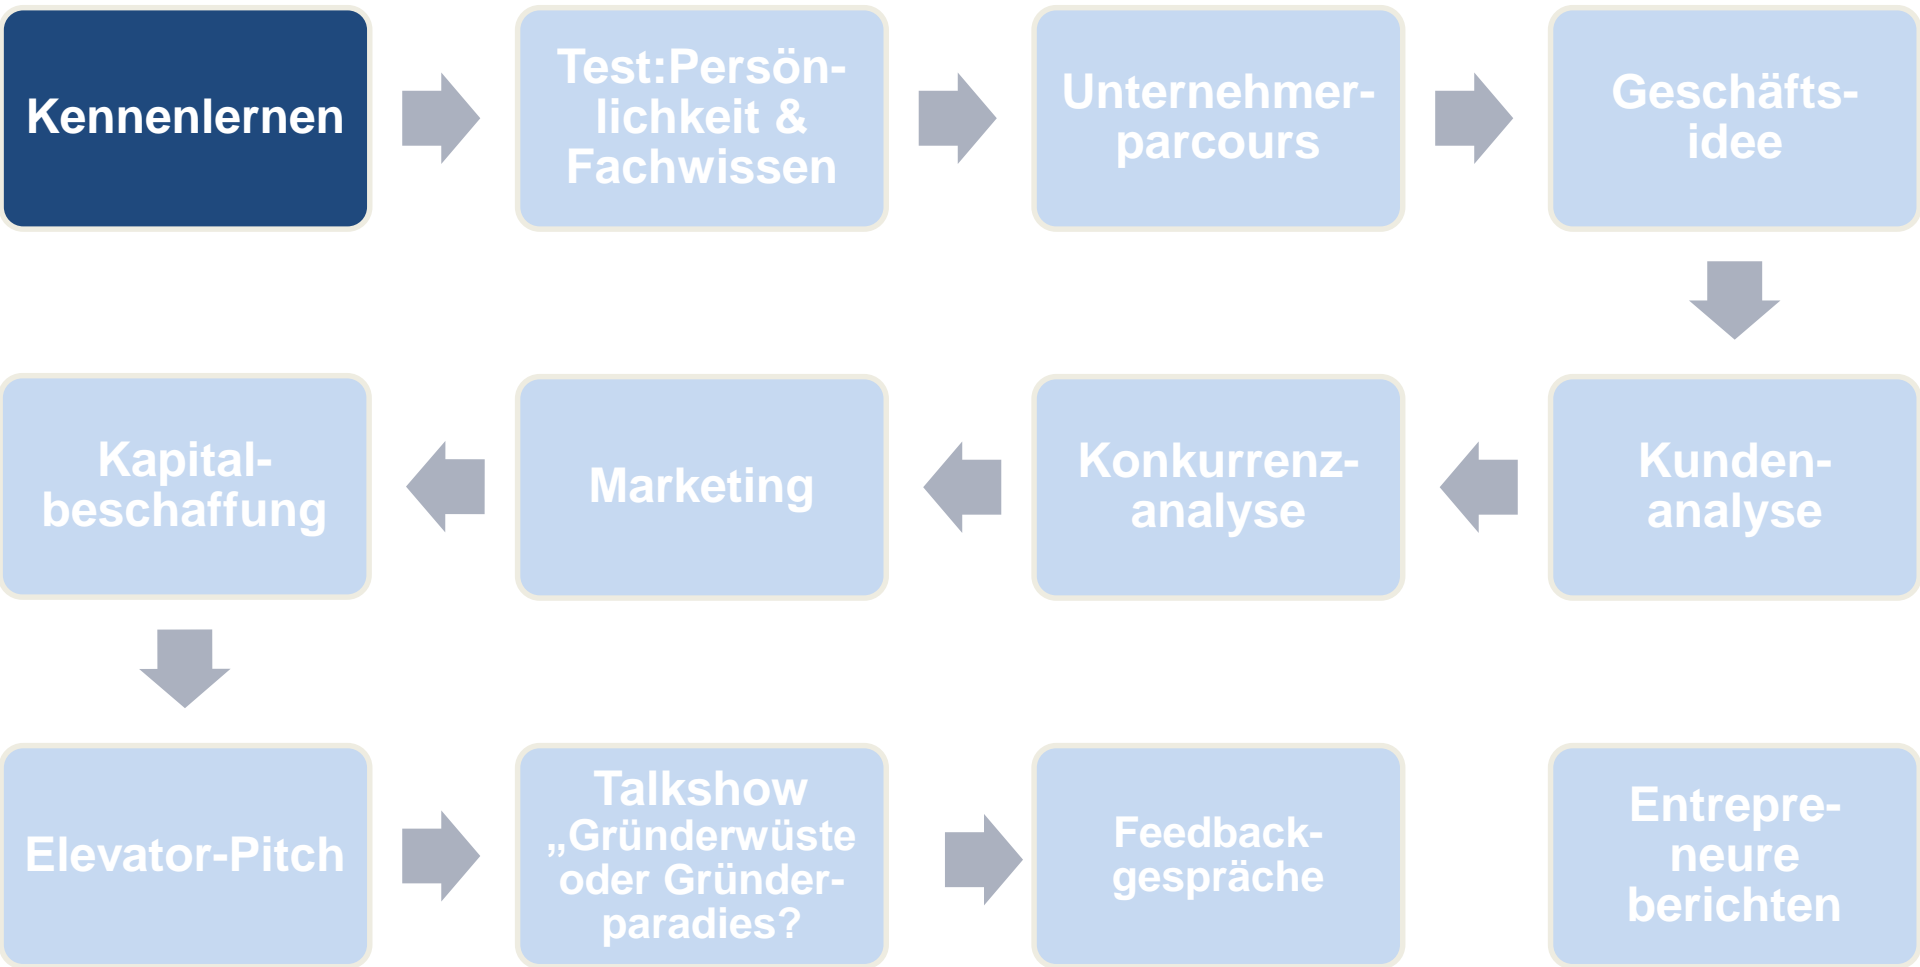 Kennenlernen
Test:Persön-
lichkeit &
Fachwissen
Unternehmer-
parcours
Geschäfts-
idee
Kunden-
analyse
Konkurrenz-
analyse
Marketing
Kapital-
beschaffung
Elevator-Pitch
Talkshow
„Gründerwüste
oder Gründer-
paradies?
Feedback-
gespräche
Entrepre-
neure
berichten